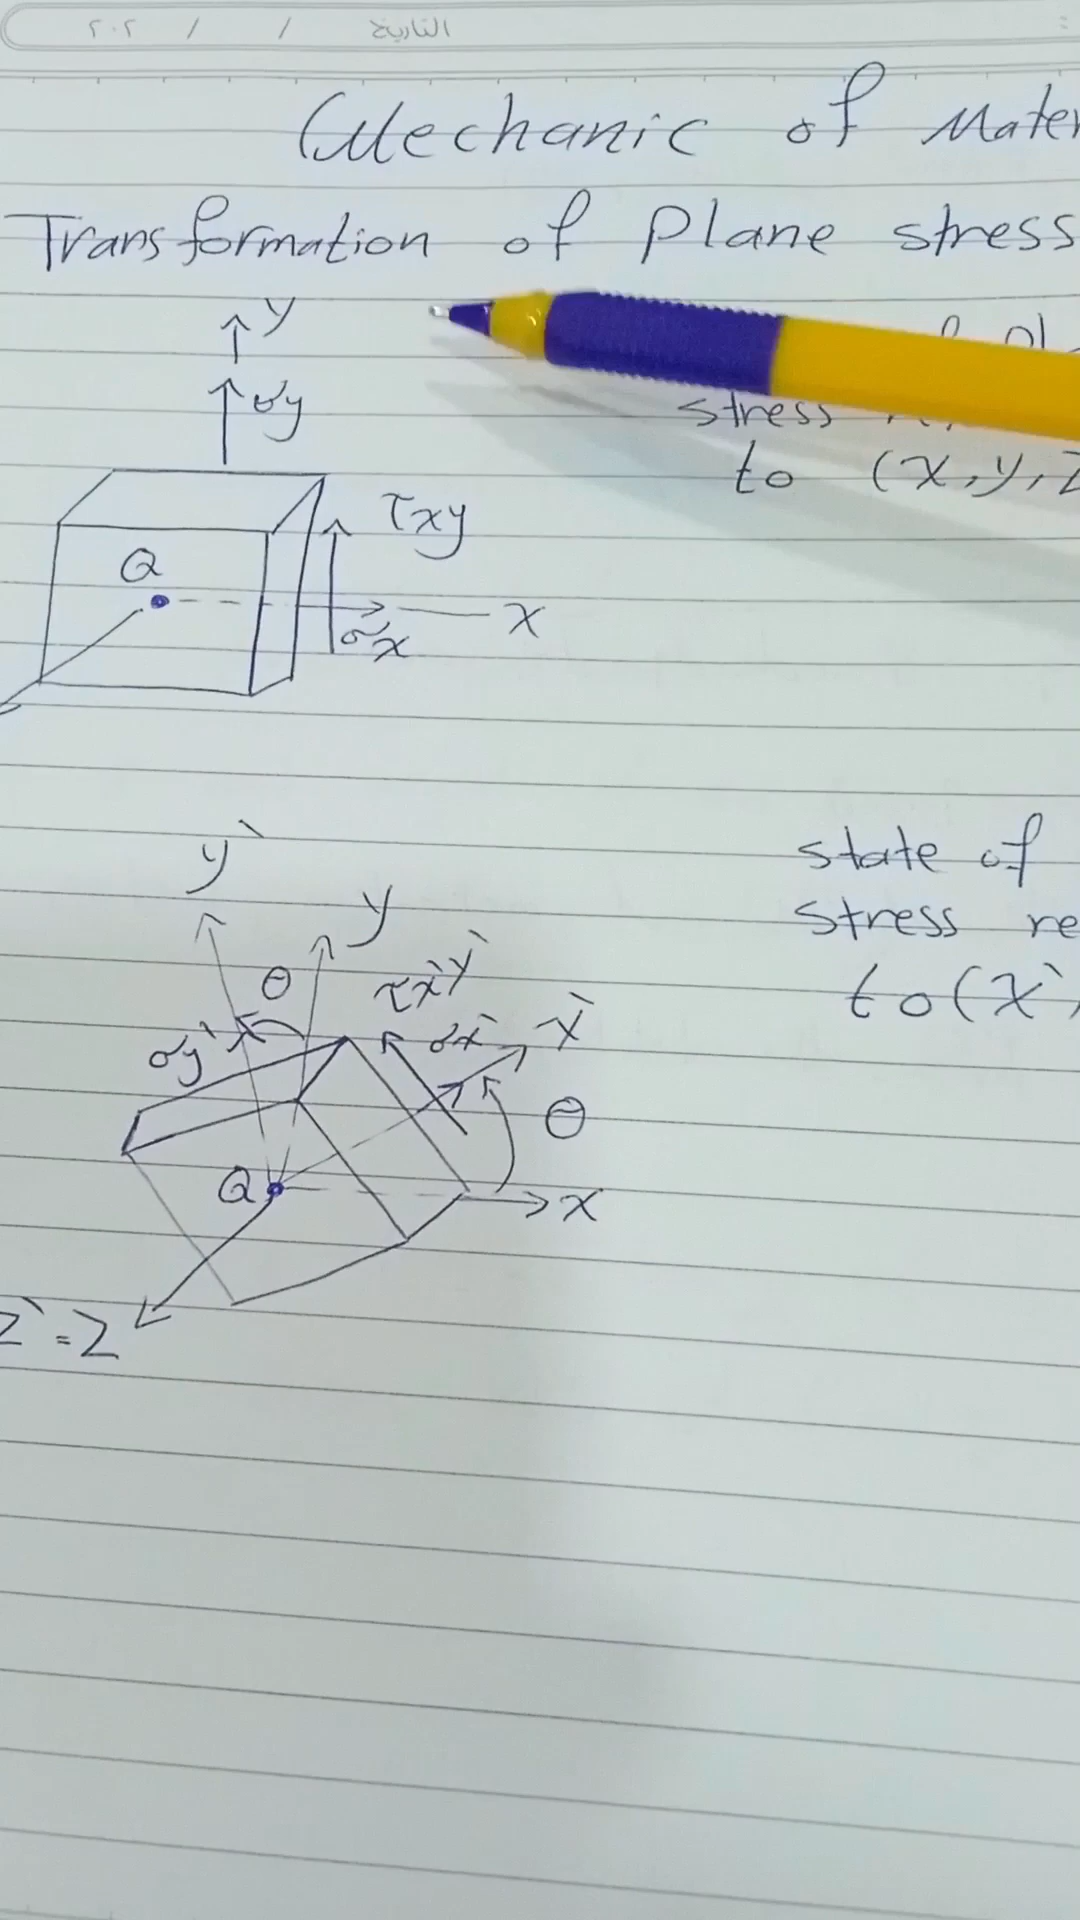 التاريخ / / ٢٠٢
Mechanic of Mater
Transformation of Plane stress
y
σy
stress
to (x,y,z
τxy
Q
x
σx
y`
state of
y
stress re
θ
τx`y`
to(x`,
σx`
x`
σy`
θ
Q
x
z`=z